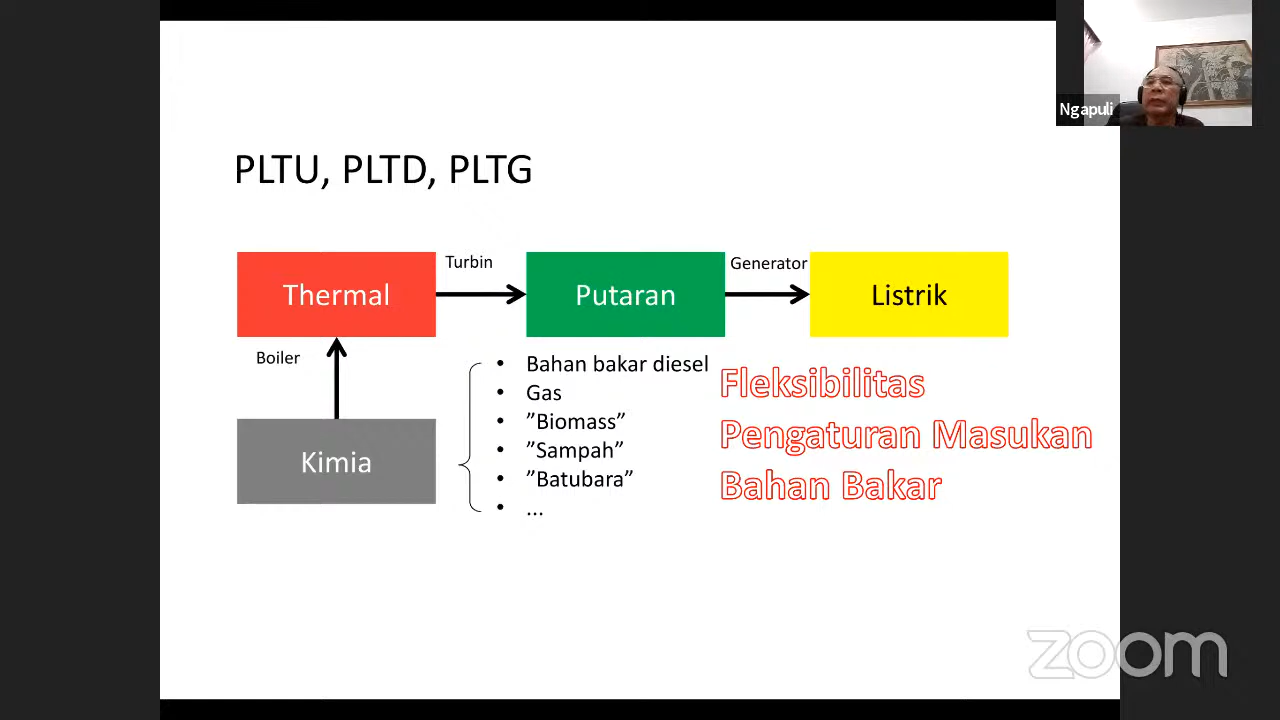 Ngapuli
PLTU, PLTD, PLTG
Turbin
Generator
Thermal
Putaran
Listrik
Boiler
Kimia
• Bahan bakar diesel
• Gas
• ”Biomass”
• ”Sampah”
• ”Batubara”
• ...
Fleksibilitas
Pengaturan Masukan
Bahan Bakar
zoom